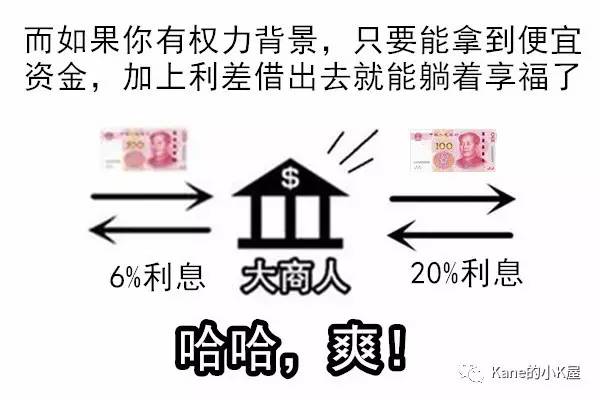 而如果你有权力背景，只要能拿到便宜
资金，加上利差借出去就能躺着享福了
100
100
$
6%利息
大商人
20%利息
哈哈，爽！
Kane的小K屋